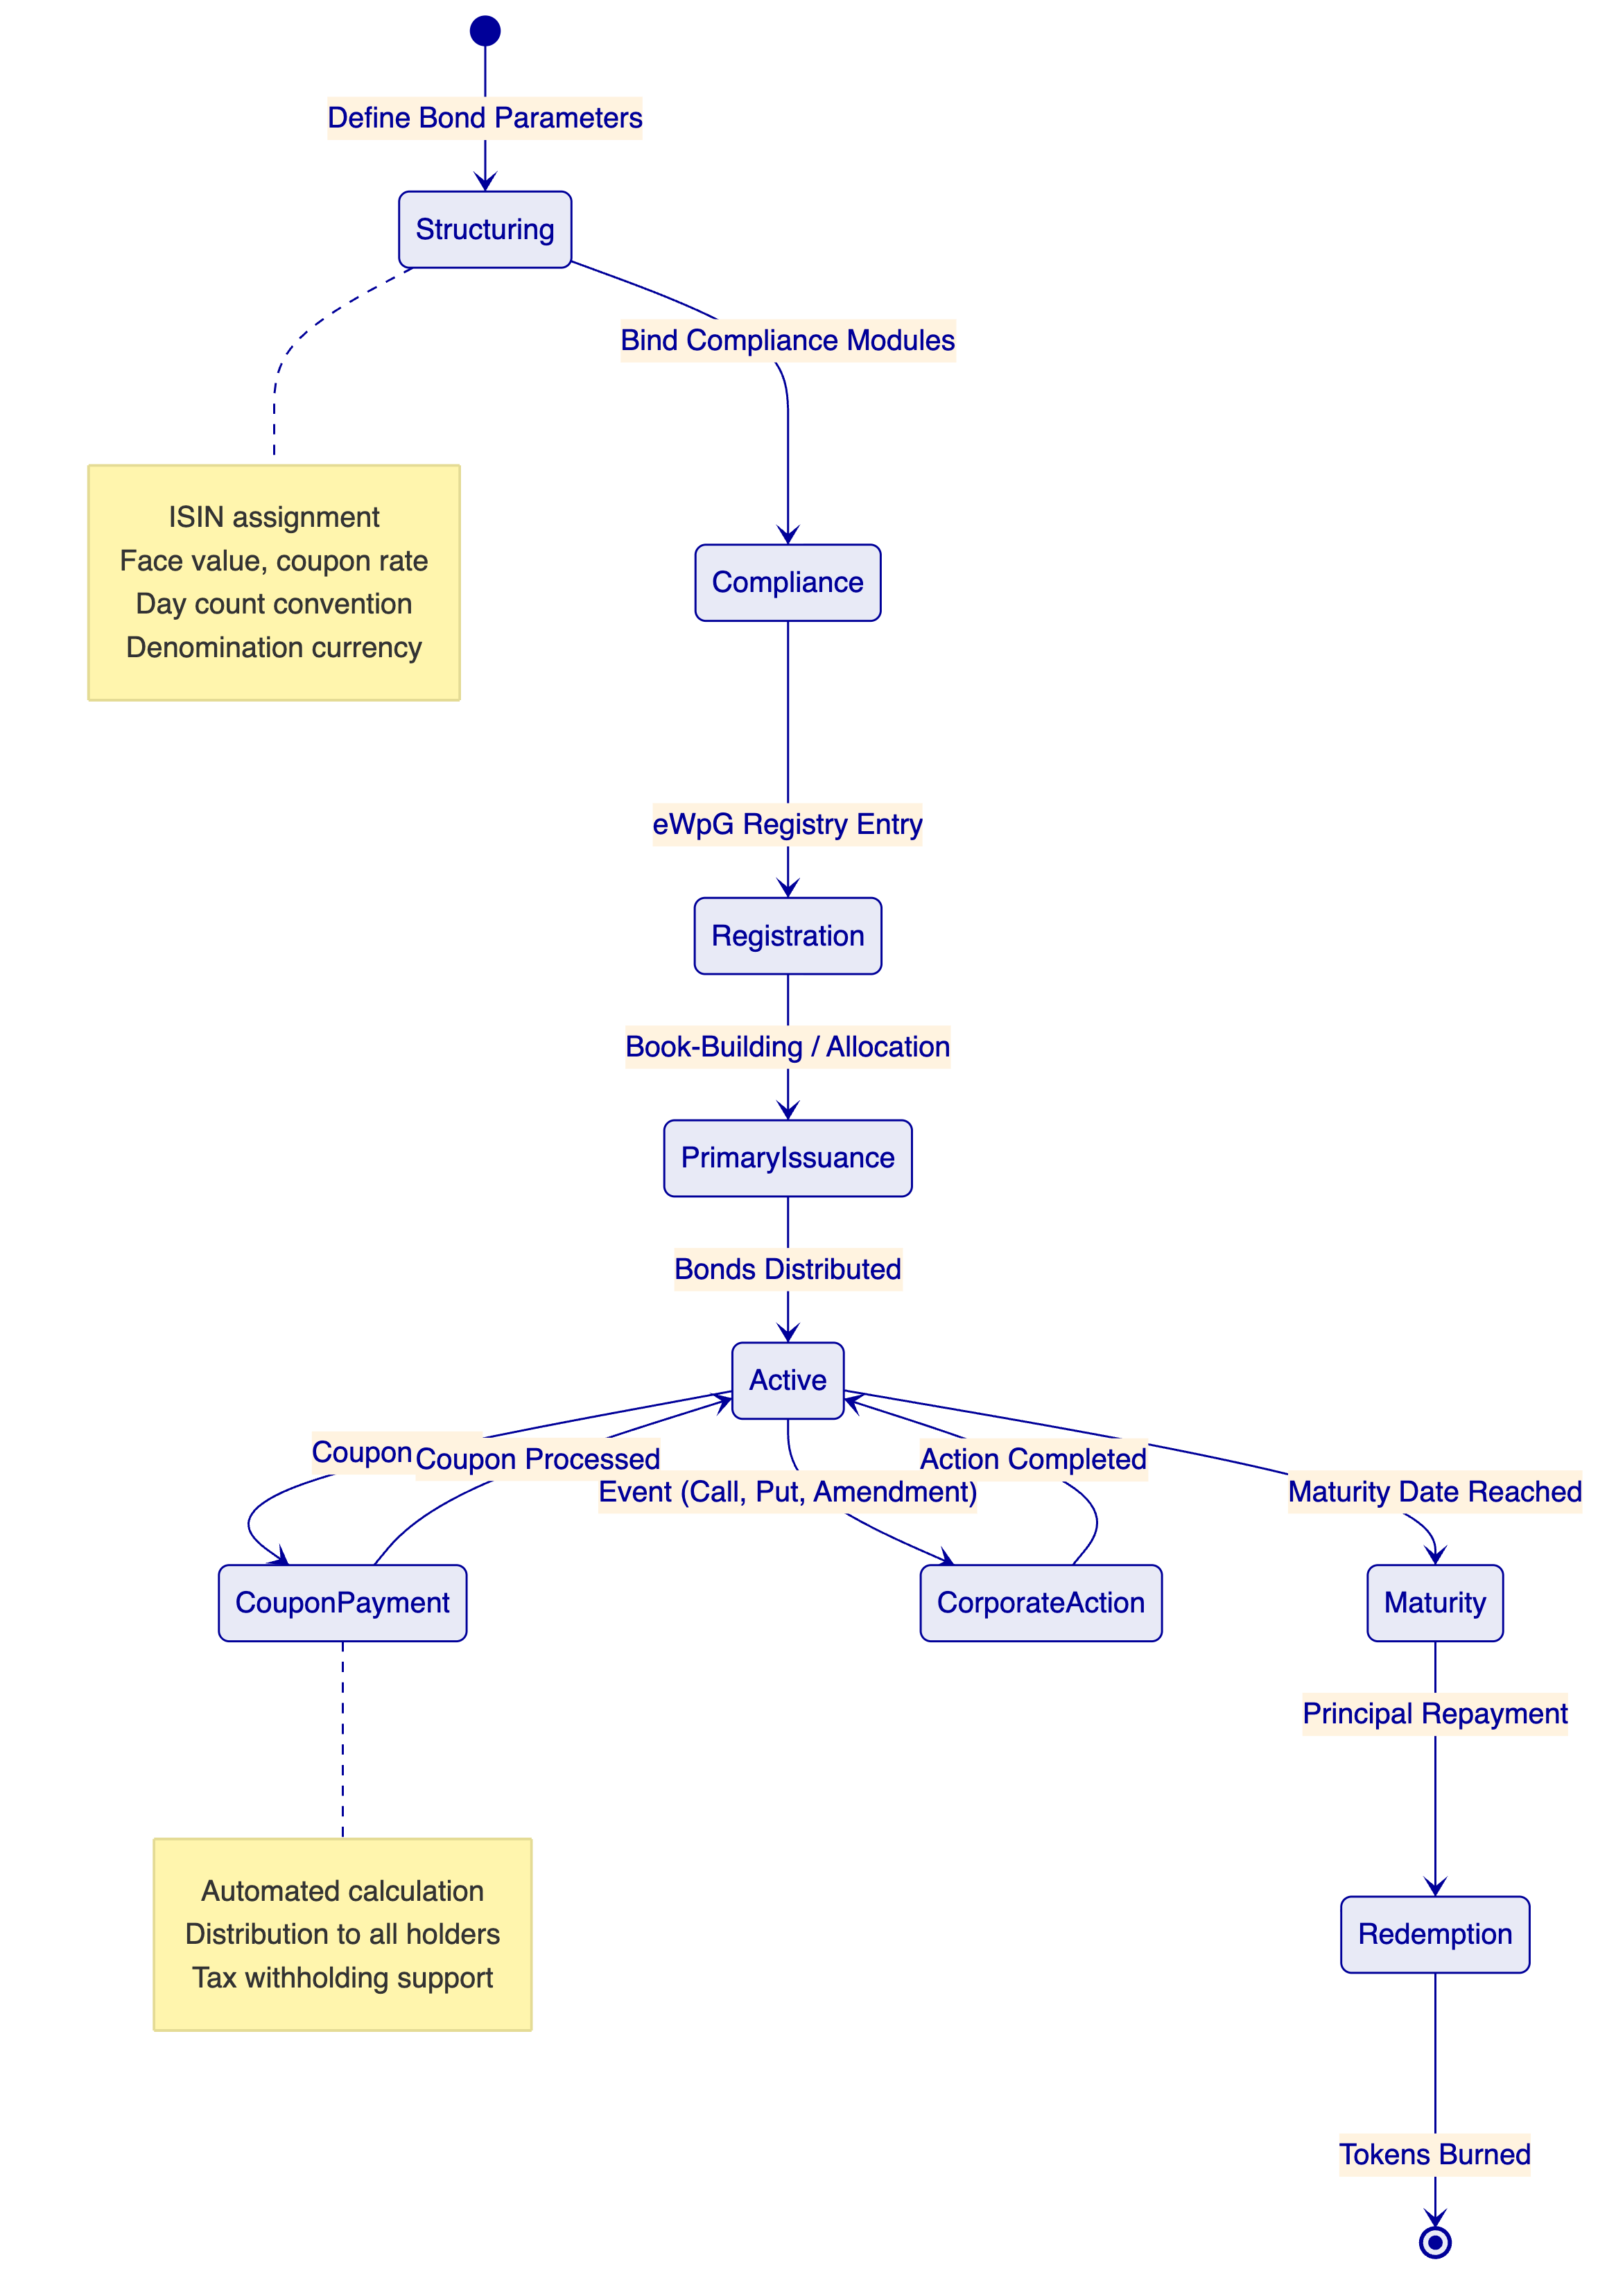 Define Bond Parameters
Structuring
Bind Compliance Modules
ISIN assignment
Face value, coupon rate
Day count convention
Denomination currency
Compliance
eWpG Registry Entry
Registration
Book-Building / Allocation
PrimaryIssuance
Bonds Distributed
Active
Coupon
Coupon Processed
Action Completed
Event (Call, Put, Amendment)
Maturity Date Reached
CouponPayment
CorporateAction
Maturity
Principal Repayment
Automated calculation
Distribution to all holders
Tax withholding support
Redemption
Tokens Burned